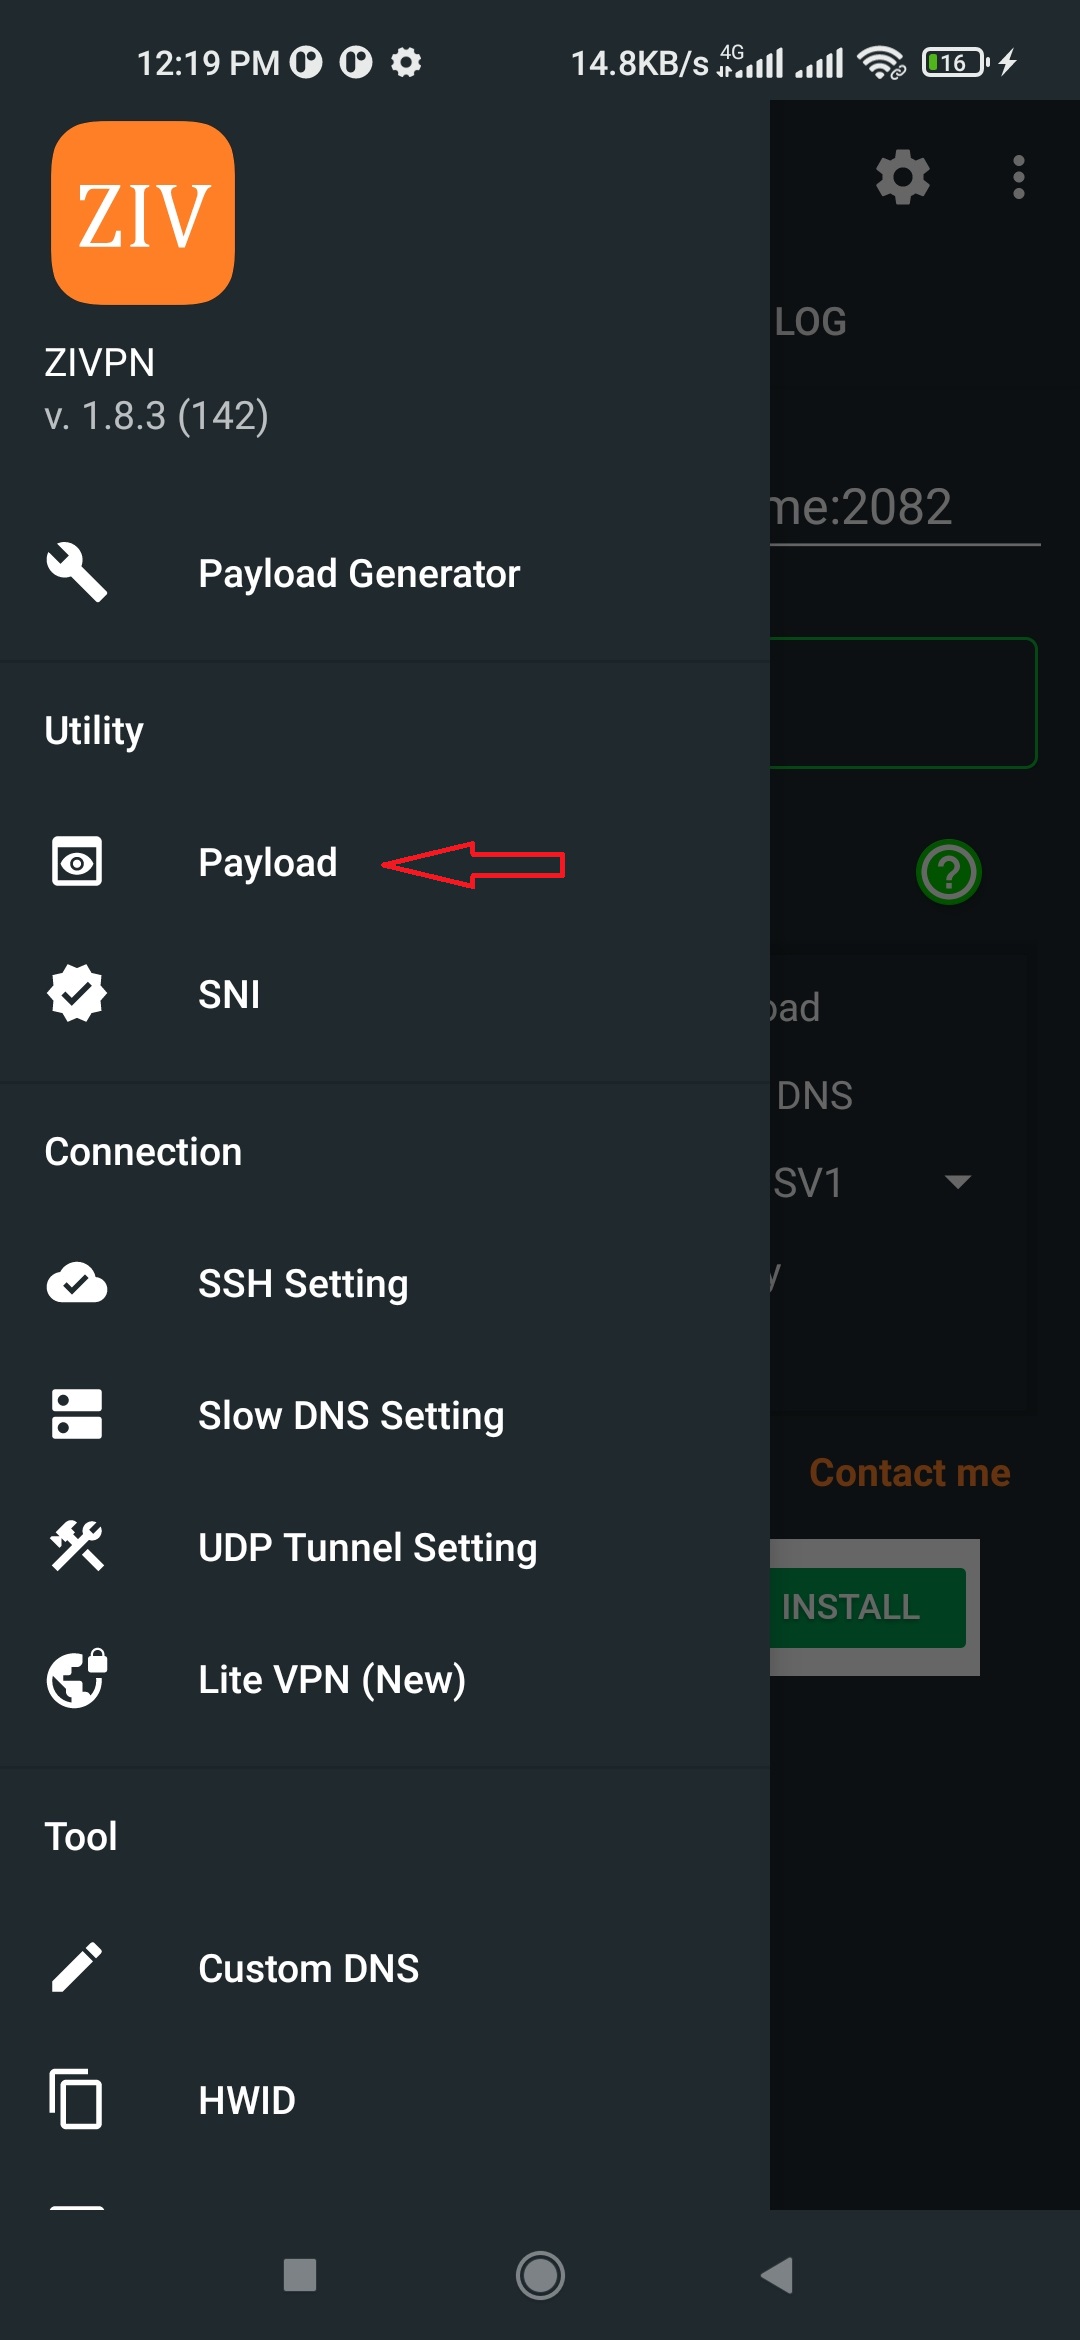 12:19 PM 14.8KB/s 4G 16
ZIV
ZIVPN
v. 1.8.3 (142)
LOG
:2082
Payload Generator
Utility
Payload
SNI
DNS
SV1
Connection
SSH Setting
Slow DNS Setting
Contact me
UDP Tunnel Setting
INSTALL
Lite VPN (New)
Tool
Custom DNS
HWID